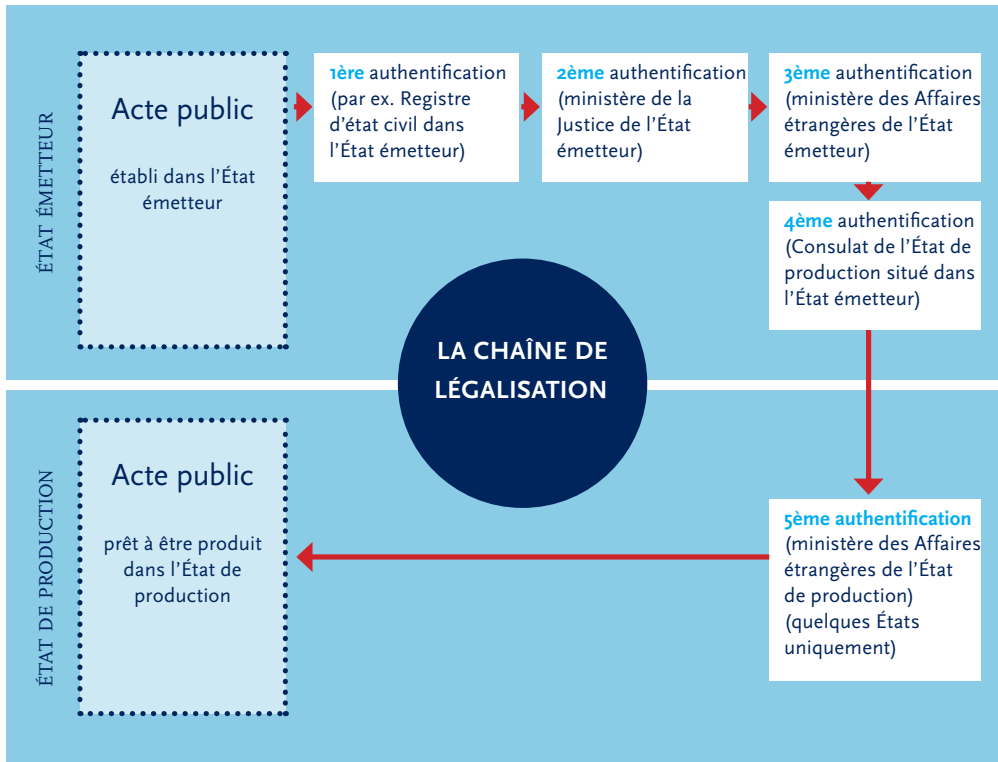 ÉTAT ÉMETTEUR
Acte public
établi dans l’État
émetteur
1ère authentification
(par ex. Registre
d’état civil dans
l’État émetteur)
2ème authentification
(ministère de la
Justice de l’État
émetteur)
3ème authentification
(ministère des Affaires
étrangères de l’État
émetteur)
4ème authentification
(Consulat de l’État de
production situé dans
l’État émetteur)
LA CHAÎNE DE
LÉGALISATION
ÉTAT DE PRODUCTION
Acte public
prêt à être produit
dans l’État de
production
5ème authentification
(ministère des Affaires
étrangères de l’État
de production)
(quelques États
uniquement)